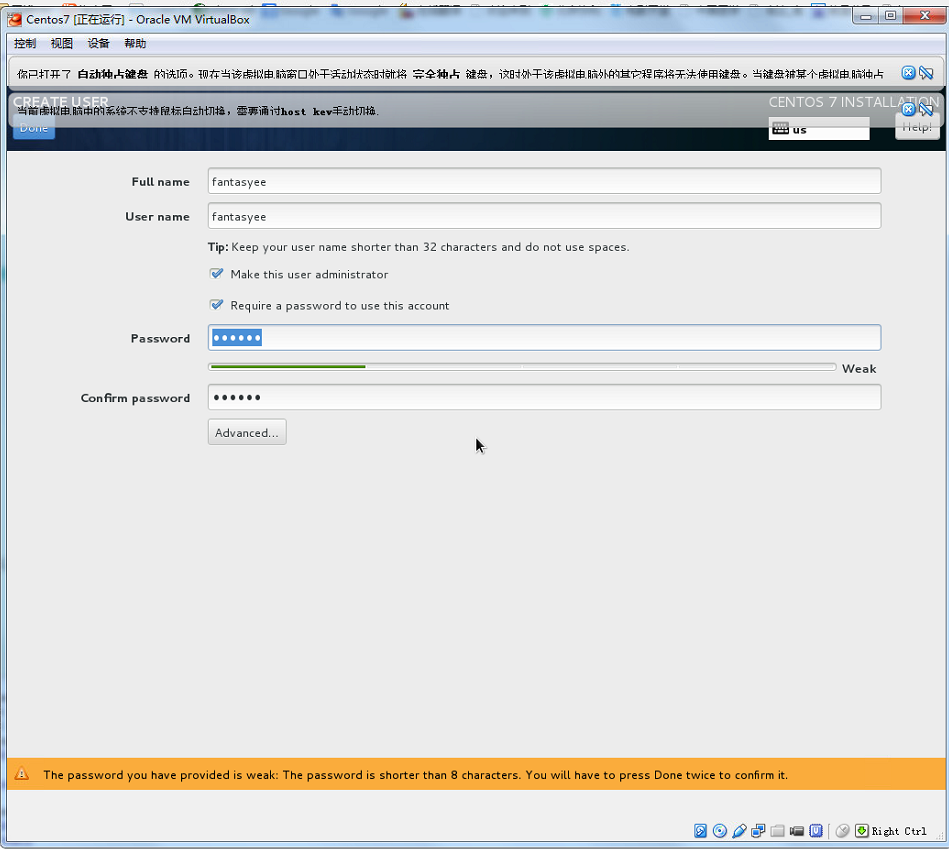 Centos7 [正在运行] - Oracle VM VirtualBox
控制 视图 设备 帮助
你已打开了 自动独占键盘 的选项。现在当该虚拟电脑窗口处于活动状态时就将 完全独占 键盘，这时处于该虚拟电脑外的其它程序将无法使用键盘。当键盘被某个虚拟电脑独占
CREATE USER
CENTOS 7 INSTALLATION
当前虚拟电脑中的系统不支持鼠标自动切换，需要通过host key手动切换.
Done
us
Help!
Full name fantasyee
User name fantasyee
Tip: Keep your user name shorter than 32 characters and do not use spaces.
Make this user administrator
Require a password to use this account
Password ••••••
Weak
Confirm password ••••••
Advanced...
The password you have provided is weak: The password is shorter than 8 characters. You will have to press Done twice to confirm it.
Right Ctrl